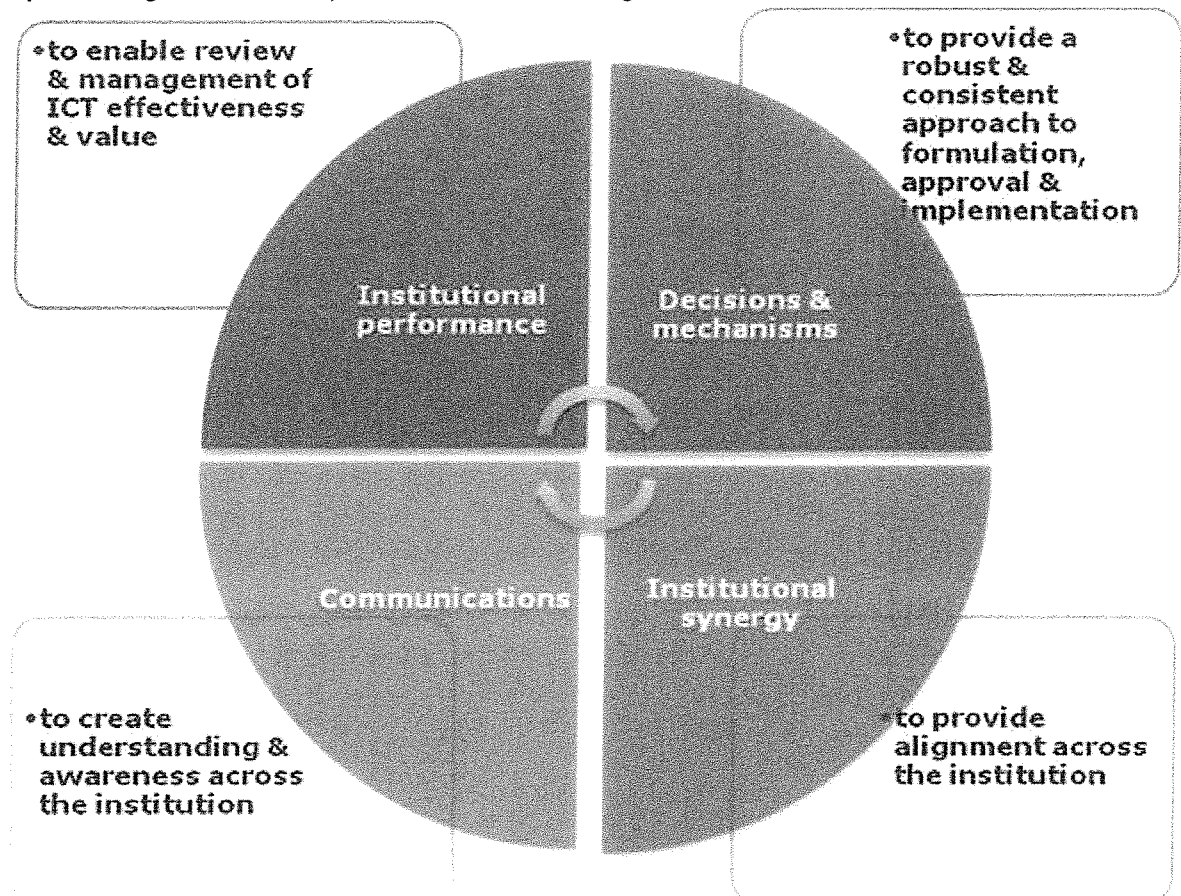 •to enable review
& management of
ICT effectiveness
& value
•to provide a
robust &
consistent
approach to
formulation,
approval &
implementation
Institutional
performance
Decisions &
mechanisms
Communications
Institutional
synergy
•to create
understanding &
awareness across
the institution
•to provide
alignment across
the institution